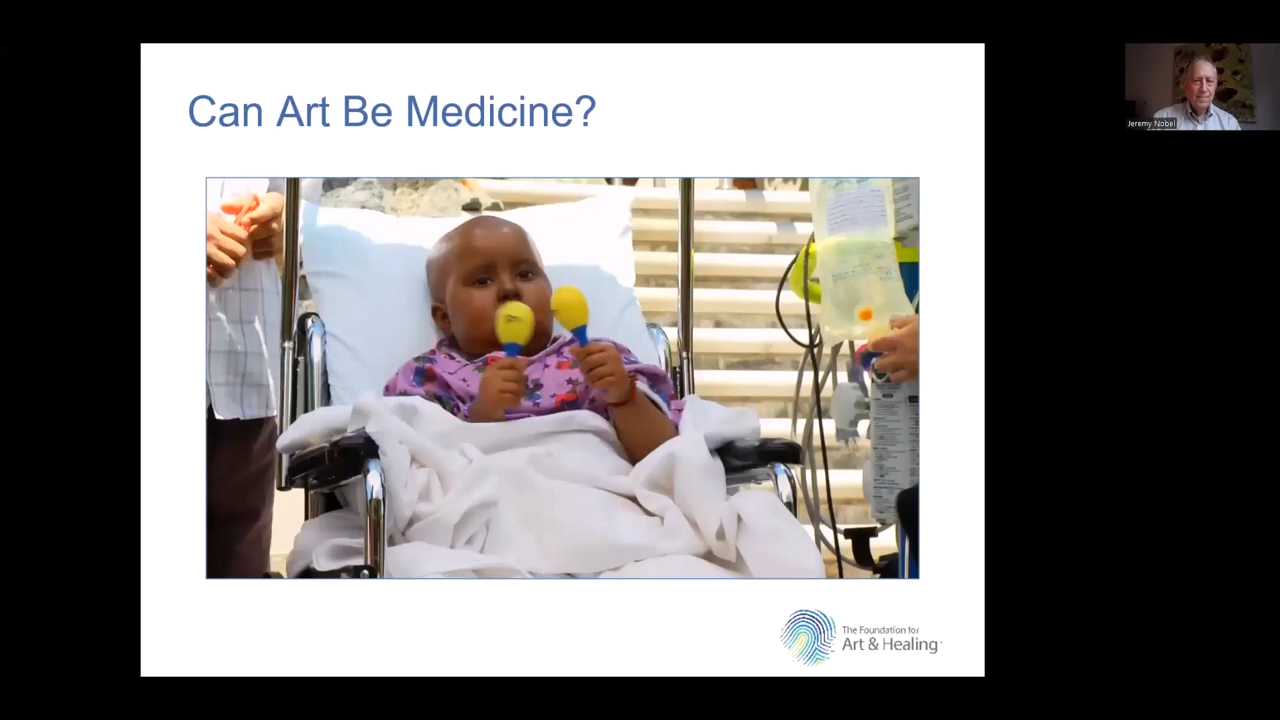 Can Art Be Medicine?
Jeremy Nobel
The Foundation for
Art & Healing